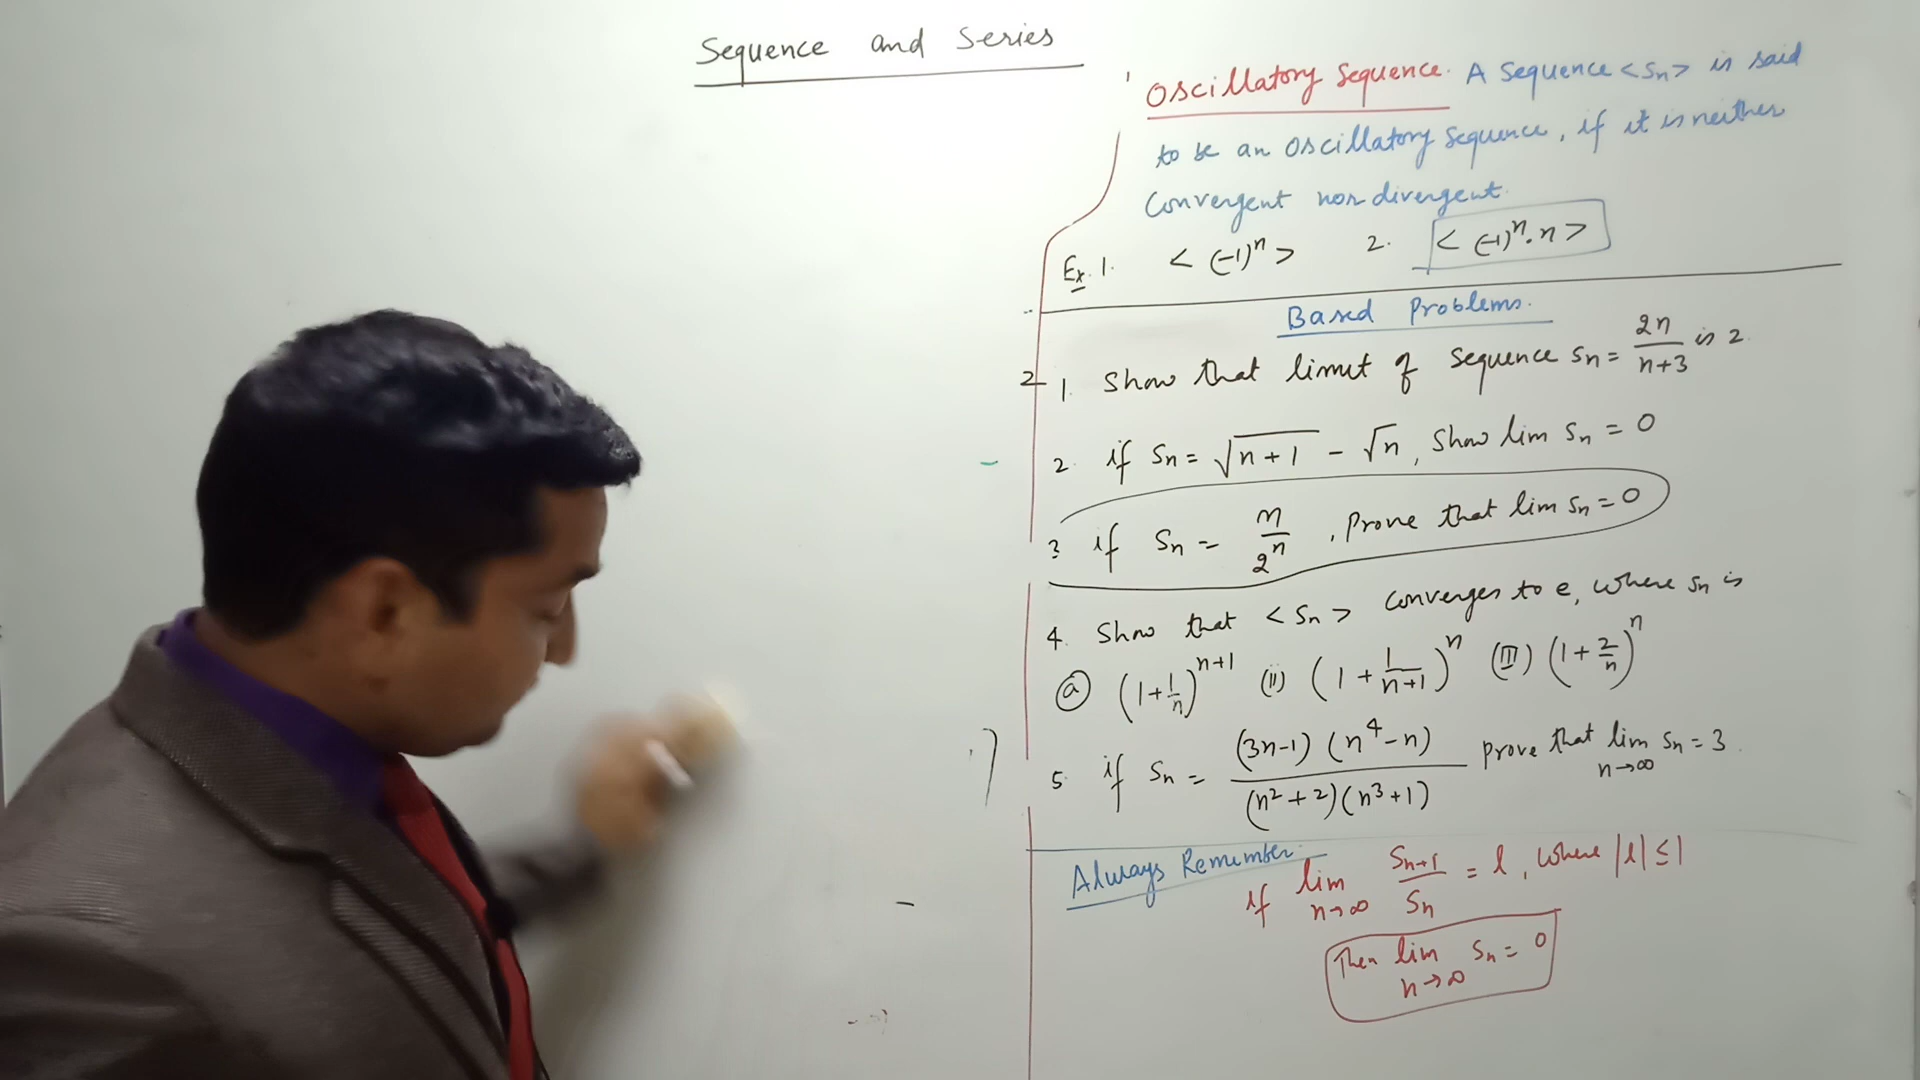 Sequence and Series
Oscillatory Sequence. A Sequence <Sn> is said
to be an oscillatory sequence, if it is neither
Convergent nor divergent.
Ex. 1. < (-1)^n > 2. < (-1)^n. n >
Based Problems.
1. Show that limit of sequence Sn = 2n/(n+3) is 2.
2. if Sn = √(n+1) - √n, Show lim Sn = 0
3 if Sn = n/2^n, Prove that lim Sn = 0
4. Show that <Sn> Converges to e, where Sn is
(a) (1+1/n)^(n+1) (ii) (1+1/(n+1))^n (III) (1+2/n)^n
5. if Sn = (3n-1)(n^4-n)/(n^2+2)(n^3+1) prove that lim n→∞ Sn = 3.
Always Remember.
if lim n→∞ Sn+1/Sn = l, where |l| ≤ 1
Then lim n→∞ Sn = 0